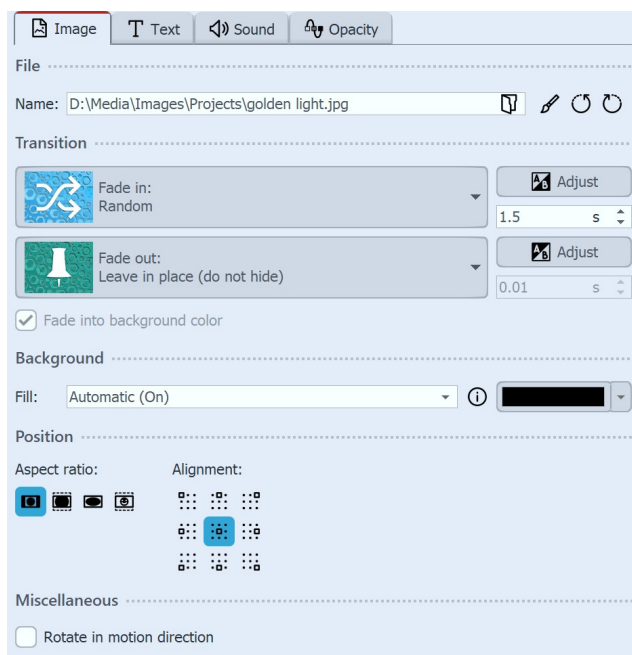 Image Text Sound Opacity
File
Name: D:\Media\Images\Projects\golden light.jpg
Transition
Fade in:
Random
Adjust
1.5 s
Fade out:
Leave in place (do not hide)
Adjust
0.01 s
Fade into background color
Background
Fill: Automatic (On)
Position
Aspect ratio: Alignment:
Miscellaneous
Rotate in motion direction